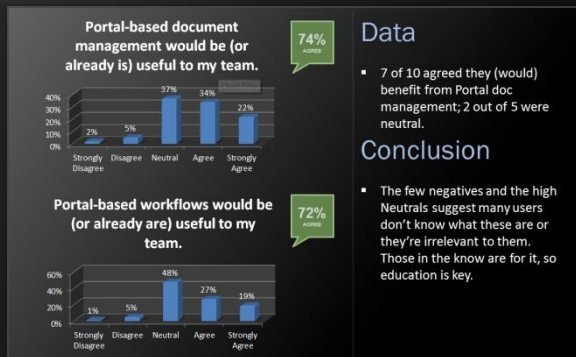 Portal-based document
management would be (or
already is) useful to my team.
74%
AGREE
40%
30%
20%
10%
0%
2%
5%
37%
34%
22%
Strongly
Disagree
Disagree
Neutral
Agree
Strongly
Agree
Portal-based workflows would be
(or already are) useful to my
team.
72%
AGREE
60%
40%
20%
0%
1%
5%
48%
27%
19%
Strongly
Disagree
Disagree
Neutral
Agree
Strongly
Agree
Data
▪ 7 of 10 agreed they (would)
benefit from Portal doc
management; 2 out of 5 were
neutral.
Conclusion
▪ The few negatives and the high
Neutrals suggest many users
don't know what these are or
they're irrelevant to them.
Those in the know are for it, so
education is key.